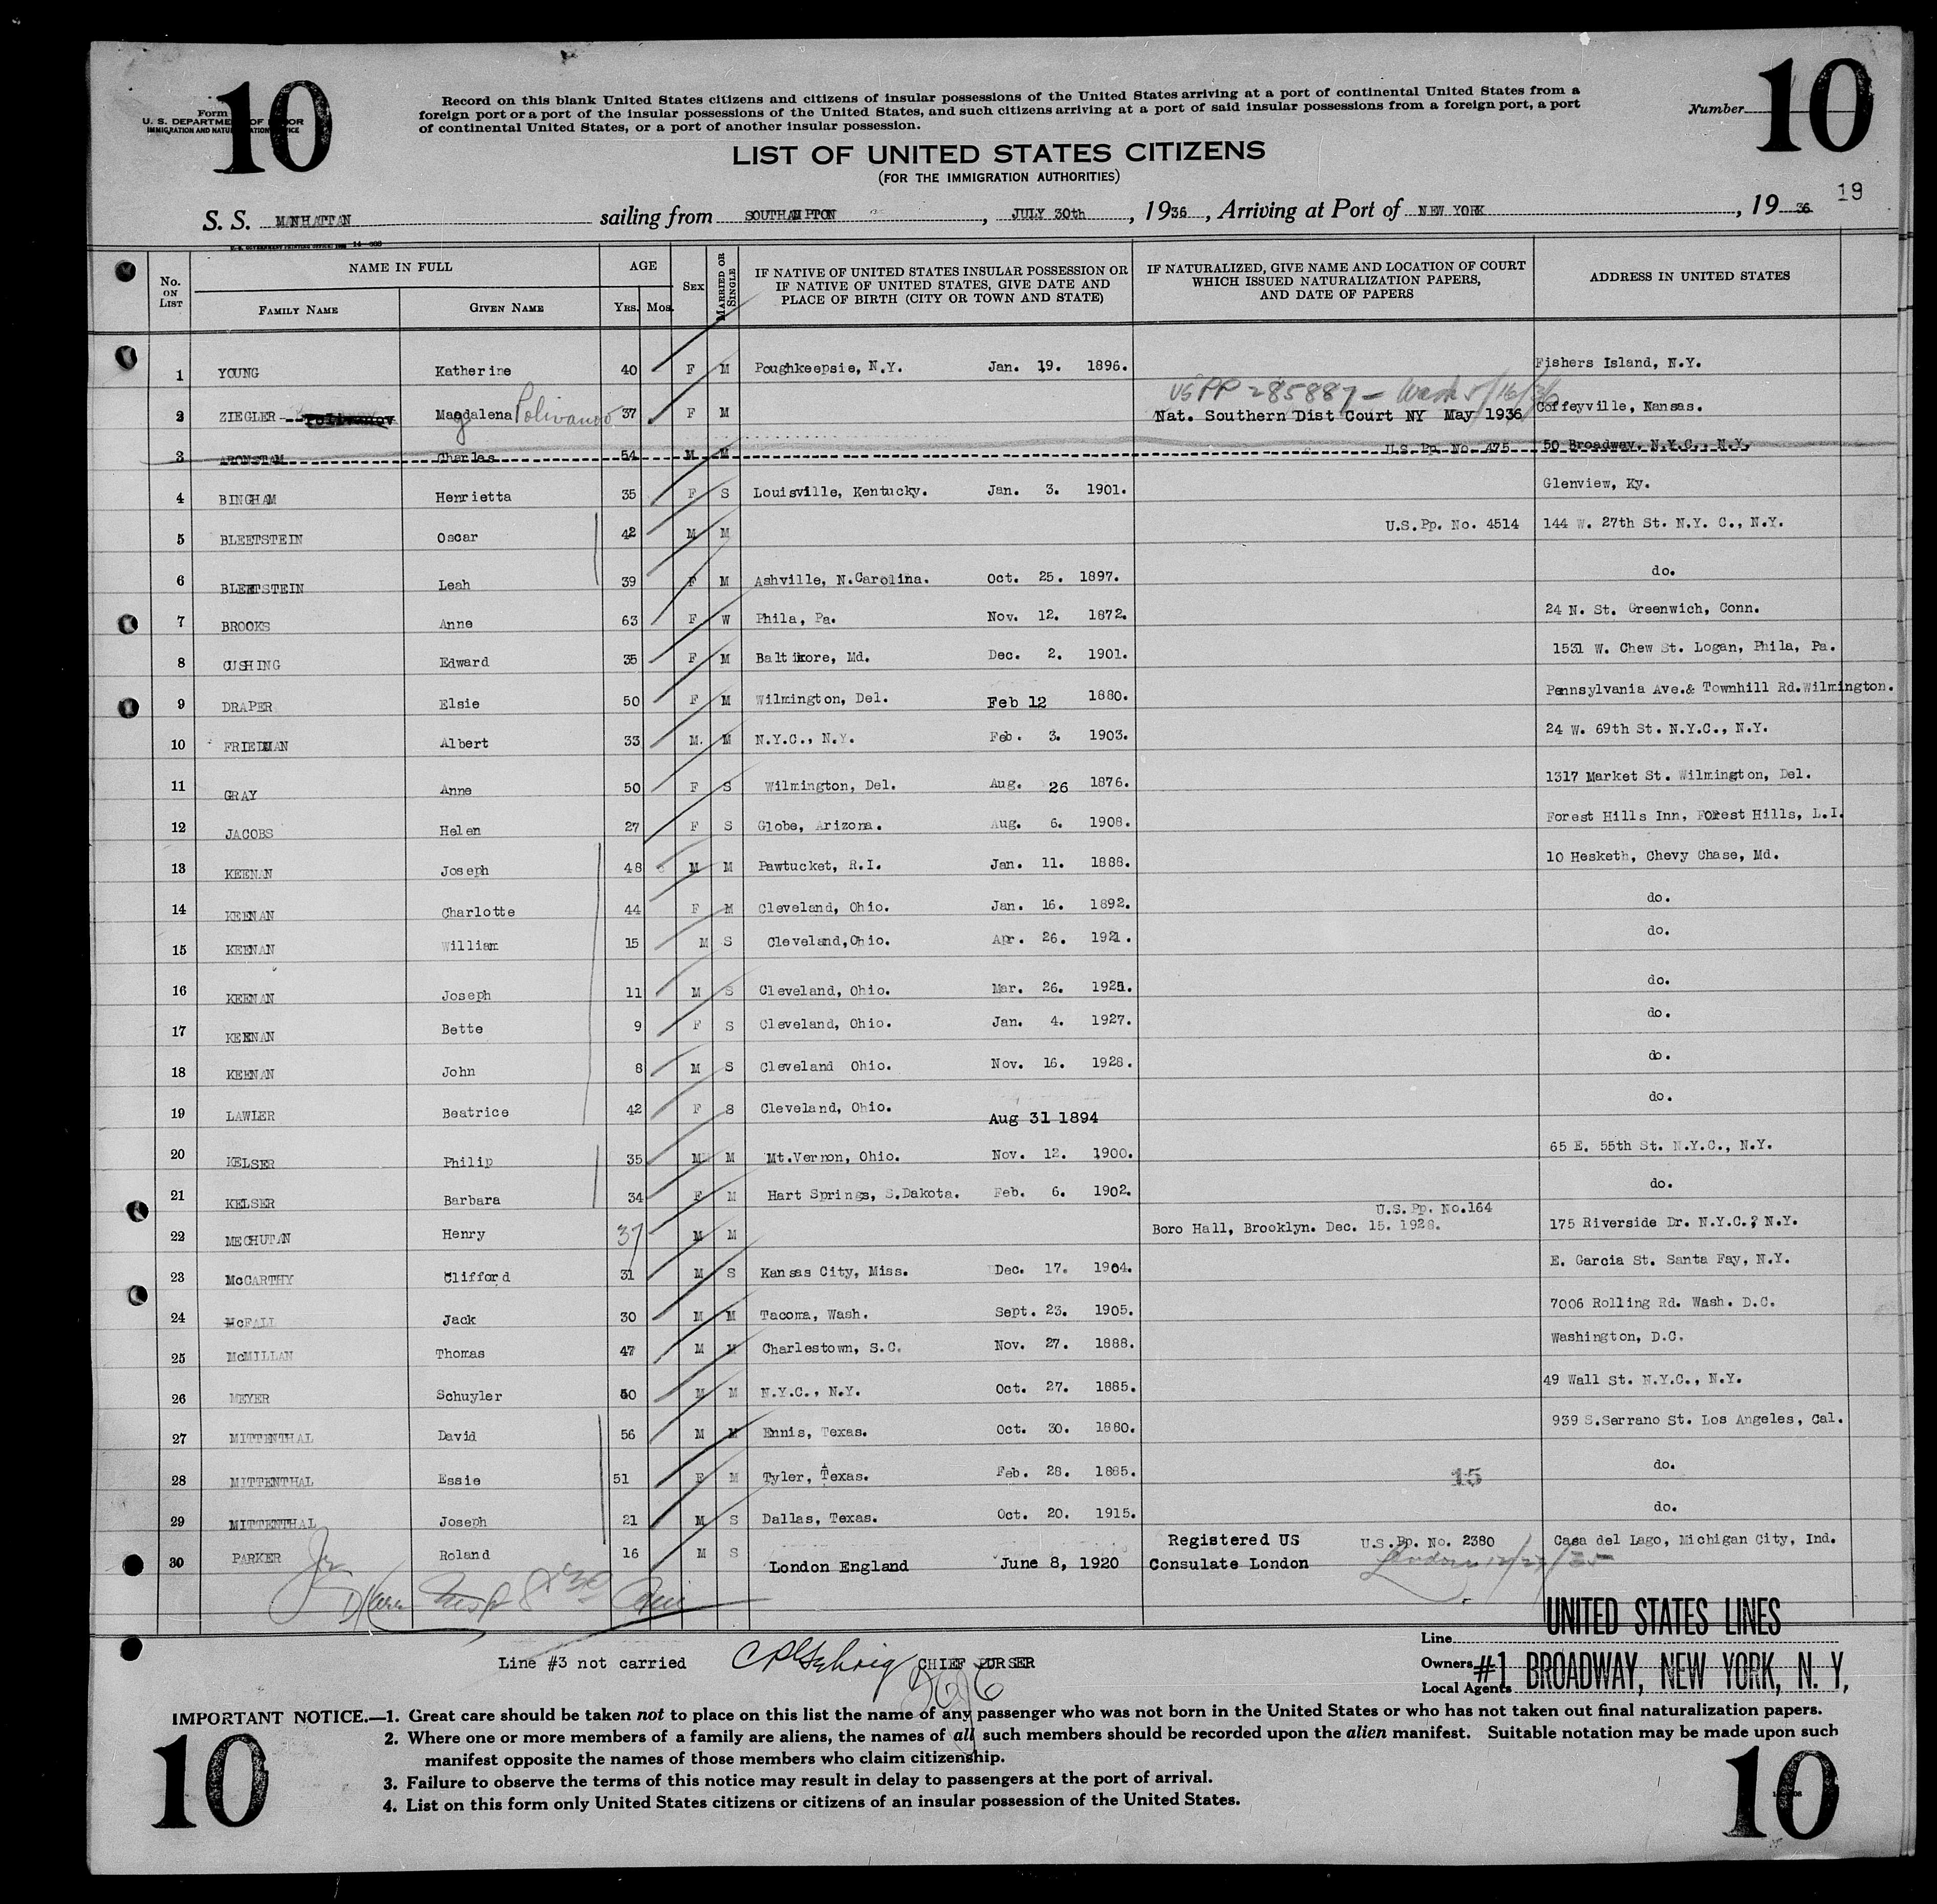 10
10
Form
U. S. DEPARTMENT OF LABOR
IMMIGRATION AND NATURALIZATION SERVICE
Record on this blank United States citizens and citizens of insular possessions of the United States arriving at a port of continental United States from a
foreign port or a port of the insular possessions of the United States, and such citizens arriving at a port of said insular possessions from a foreign port, a port
of continental United States, or a port of another insular possession.
Number
LIST OF UNITED STATES CITIZENS
(FOR THE IMMIGRATION AUTHORITIES)
19
S. S. MANHATTAN sailing from SOUTHAMPTON, JULY 30th, 1936, Arriving at Port of NEW YORK, 1936
No. ON LIST NAME IN FULL AGE SEX MARRIED OR SINGLE IF NATIVE OF UNITED STATES INSULAR POSSESSION OR IF NATIVE OF UNITED STATES, GIVE DATE AND PLACE OF BIRTH (CITY OR TOWN AND STATE) IF NATURALIZED, GIVE NAME AND LOCATION OF COURT WHICH ISSUED NATURALIZATION PAPERS, AND DATE OF PAPERS ADDRESS IN UNITED STATES
FAMILY NAME GIVEN NAME YRS. MOS.
1 YOUNG Katherine 40 F M Poughkeepsie, N.Y. Jan. 19. 1896. Fishers Island, N.Y.
US PP 285887 - Wash 5/16/36
2 ZIEGLER -- Polivanov Magdalena Polivanov 37 F M Nat. Southern Dist Court NY May 1936 Coffeyville, Kansas.
3 ARONSTAM Charles 54 M M U.S. Pp. No. 475 50 Broadway. N.Y.C., N.Y.
4 BINGHAM Henrietta 35 F S Louisville, Kentucky. Jan. 3. 1901. Glenview, Ky.
5 BLEETSTEIN Oscar 42 M M U.S. Pp. No. 4514 144 W. 27th St. N.Y. C., N.Y.
6 BLEETSTEIN Leah 39 F M Ashville, N.Carolina. Oct. 25. 1897. do.
7 BROOKS Anne 63 F W Phila, Pa. Nov. 12. 1872. 24 N. St. Greenwich, Conn.
8 CUSHING Edward 35 F M Baltimore, Md. Dec. 2. 1901. 1531 W. Chew St. Logan, Phila, Pa.
9 DRAPER Elsie 50 F M Wilmington, Del. Feb 12 1880. Pennsylvania Ave.& Townhill Rd.Wilmington.
10 FRIEDMAN Albert 33 M. M N.Y.C., N.Y. Feb. 3. 1903. 24 W. 69th St. N.Y.C., N.Y.
11 GRAY Anne 50 F S Wilmington, Del. Aug. 26 1876. 1317 Market St. Wilmington, Del.
12 JACOBS Helen 27 F S Globe, Arizona. Aug. 6. 1908. Forest Hills Inn, Forest Hills, L.I.
13 KEENAN Joseph 48 M M Pawtucket, R.I. Jan. 11. 1888. 10 Hesketh, Chevy Chase, Md.
14 KEENAN Charlotte 44 F M Cleveland, Ohio. Jan. 16. 1892. do.
15 KEENAN William 15 M S Cleveland,Ohio. Apr. 26. 1921. do.
16 KEENAN Joseph 11 M S Cleveland, Ohio. Mar. 26. 1925. do.
17 KEENAN Bette 9 F S Cleveland, Ohio. Jan. 4. 1927. do.
18 KEENAN John 8 M S Cleveland Ohio. Nov. 16. 1928. do.
19 LAWLER Beatrice 42 F S Cleveland, Ohio. Aug 31 1894 do.
20 KELSER Philip 35 M M Mt.Vernon, Ohio. Nov. 12. 1900. 65 E. 55th St. N.Y.C., N.Y.
21 KELSER Barbara 34 F M Hart Springs, S.Dakota. Feb. 6. 1902. do.
U.S. Pp. No.164
22 MECHUTAN Henry 37 M M Boro Hall, Brooklyn. Dec. 15. 1928. 175 Riverside Dr. N.Y.C., N.Y.
23 McCARTHY Clifford 31 M S Kansas City, Miss. Dec. 17. 1904. E. Garcia St. Santa Fay, N.Y.
24 McFALL Jack 30 M M Tacoma, Wash. Sept. 23. 1905. 7006 Rolling Rd. Wash. D.C.
25 McMILLAN Thomas 47 M M Charlestown, S.C. Nov. 27. 1888. Washington, D.C.
26 MEYER Schuyler 50 M M N.Y.C., N.Y. Oct. 27. 1885. 49 Wall St. N.Y.C., N.Y.
27 MITTENTHAL David 56 M M Ennis, Texas. Oct. 30. 1880. 939 S.Serrano St. Los Angeles, Cal.
28 MITTENTHAL Essie 51 F M Tyler, Texas. Feb. 28. 1885. 15 do.
29 MITTENTHAL Joseph 21 M S Dallas, Texas. Oct. 20. 1915. do.
30 PARKER Jr Roland 16 M S London England June 8, 1920 Registered US Consulate London U.S. Pp. No. 2380 London 12/27/35 Casa del Lago, Michigan City, Ind.
Line #3 not carried
CHIEF PURSER
Line UNITED STATES LINES
Owners
Local Agents #1 BROADWAY, NEW YORK, N. Y,
IMPORTANT NOTICE.—1. Great care should be taken not to place on this list the name of any passenger who was not born in the United States or who has not taken out final naturalization papers.
2. Where one or more members of a family are aliens, the names of all such members should be recorded upon the alien manifest. Suitable notation may be made upon such
manifest opposite the names of those members who claim citizenship.
3. Failure to observe the terms of this notice may result in delay to passengers at the port of arrival.
4. List on this form only United States citizens or citizens of an insular possession of the United States.
10
10